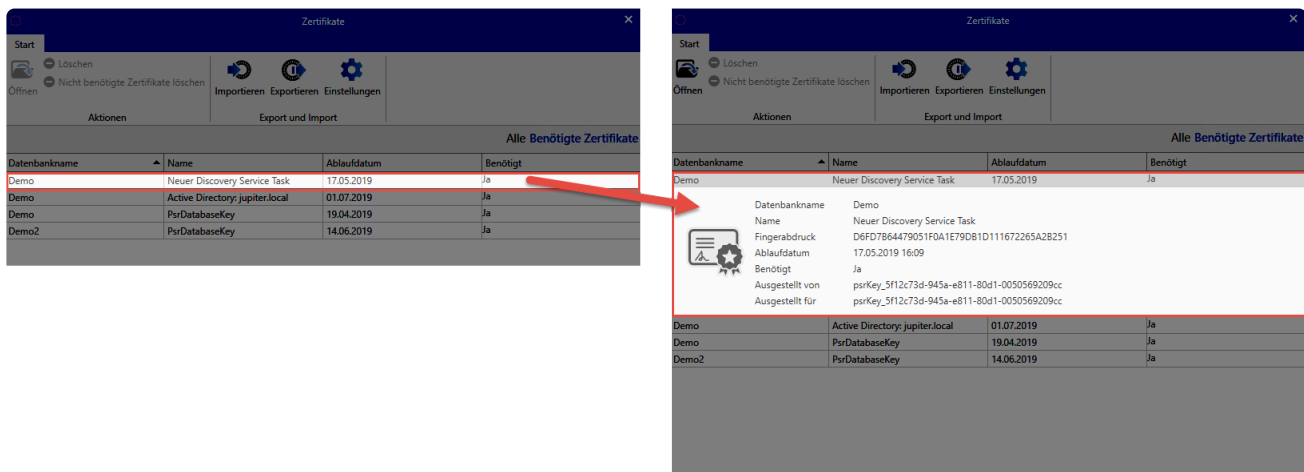 Zertifikate
Start
Öffnen
Löschen
Nicht benötigte Zertifikate löschen
Importieren Exportieren Einstellungen
Aktionen Export und Import
Alle Benötigte Zertifikate
Datenbankname Name Ablaufdatum Benötigt
Demo Neuer Discovery Service Task 17.05.2019 Ja
Demo Active Directory: jupiter.local 01.07.2019 Ja
Demo PsrDatabaseKey 19.04.2019 Ja
Demo2 PsrDatabaseKey 14.06.2019 Ja
Zertifikate
Start
Öffnen
Löschen
Nicht benötigte Zertifikate löschen
Importieren Exportieren Einstellungen
Aktionen Export und Import
Alle Benötigte Zertifikate
Datenbankname Name Ablaufdatum Benötigt
Demo Neuer Discovery Service Task 17.05.2019 Ja
Datenbankname Demo
Name Neuer Discovery Service Task
Fingerabdruck D6FD7B64479051F0A1E79DB1D111672265A2B251
Ablaufdatum 17.05.2019 16:09
Benötigt Ja
Ausgestellt von psrKey_5f12c73d-945a-e811-80d1-0050569209cc
Ausgestellt für psrKey_5f12c73d-945a-e811-80d1-0050569209cc
Demo Active Directory: jupiter.local 01.07.2019 Ja
Demo PsrDatabaseKey 19.04.2019 Ja
Demo2 PsrDatabaseKey 14.06.2019 Ja